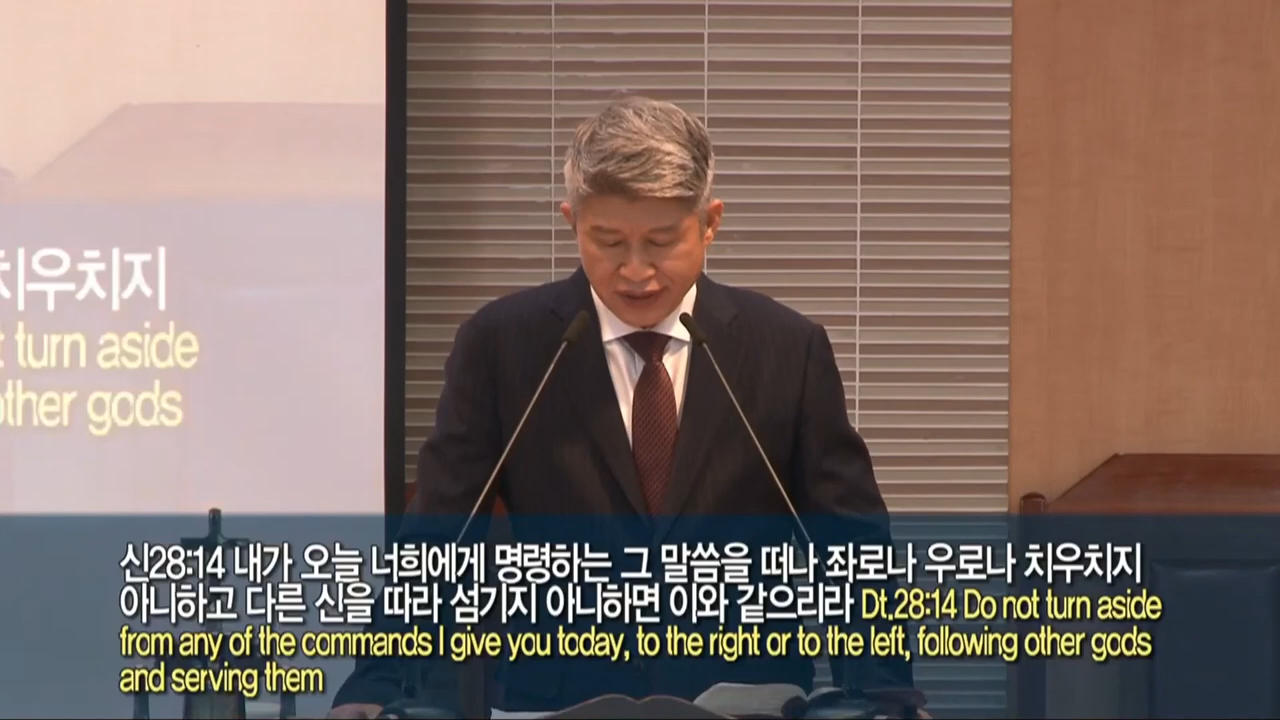 치우치지
t turn aside
other gods
신28:14 내가 오늘 너희에게 명령하는 그 말씀을 떠나 좌로나 우로나 치우치지
아니하고 다른 신을 따라 섬기지 아니하면 이와 같으리라 Dt.28:14 Do not turn aside
from any of the commands I give you today, to the right or to the left, following other gods
and serving them